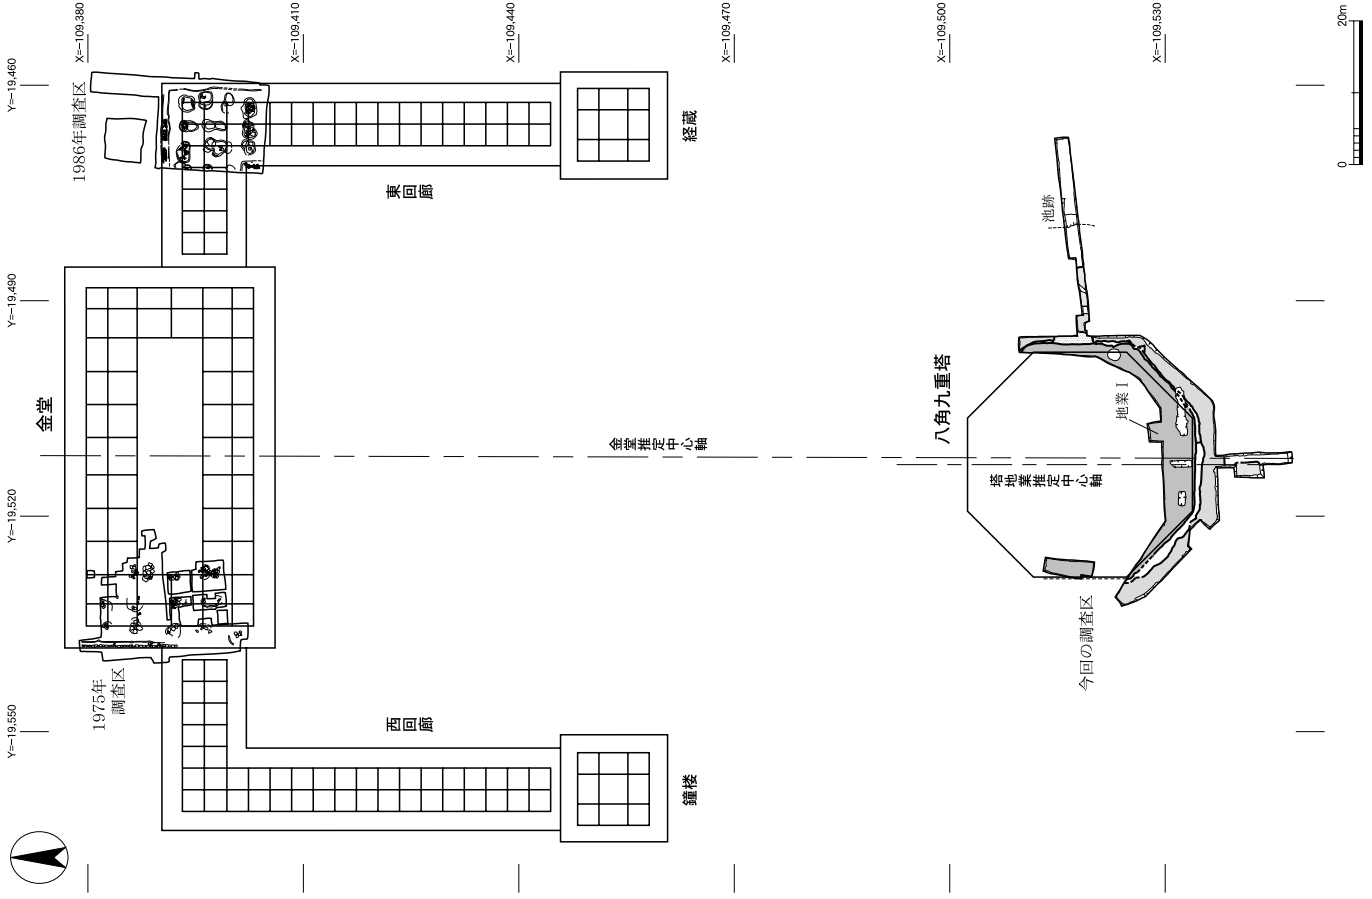 X=−109,380
X=−109,410
X=−109,440
X=−109,470
X=−109,500
X=−109,530
20m
0
Y=−19,460
Y=−19,490
Y=−19,520
Y=−19,550
1986年調査区
経蔵
東回廊
金堂
金堂推定中心軸
1975年
調査区
西回廊
鐘楼
池跡
八角九重塔
地業Ⅰ
塔地業推定中心軸
今回の調査区